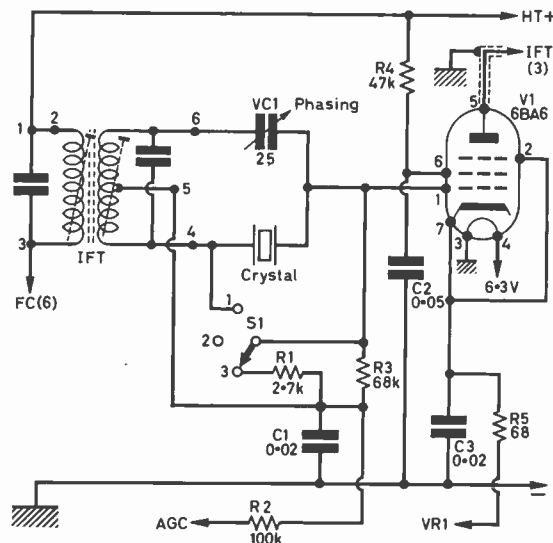 HT+
R4
47k
IFT
(3)
VC1
Phasing
25
V1
6BA6
1
2
6
5
5
6
1
2
7
3
4
3
4
IFT
Crystal
FC(6)
C2
0·05
6·3V
1
S1
2
3
R1
2·7k
R3
68k
C1
0·02
C3
0·02
R5
68
−
AGC
R2
100k
VR1